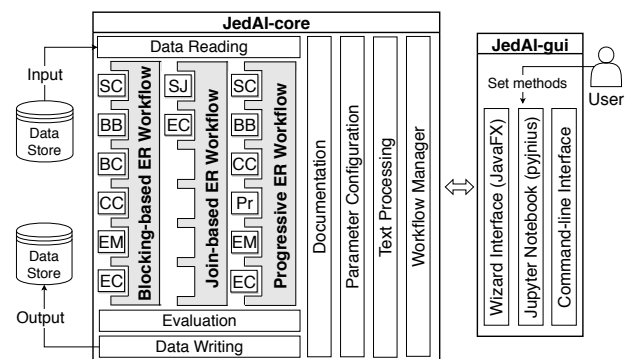 JedAI-core
Data Reading
Input
Data
Store
Data
Store
Output
SC
BB
BC
CC
EM
EC
Blocking-based ER Workflow
SJ
EC
Join-based ER Workflow
SC
BB
CC
Pr
EM
EC
Progressive ER Workflow
Evaluation
Data Writing
Documentation
Parameter Configuration
Text Processing
Workflow Manager
JedAI-gui
Set methods
User
Wizard Interface (JavaFX)
Jupyter Notebook (pyjnius)
Command-line Interface